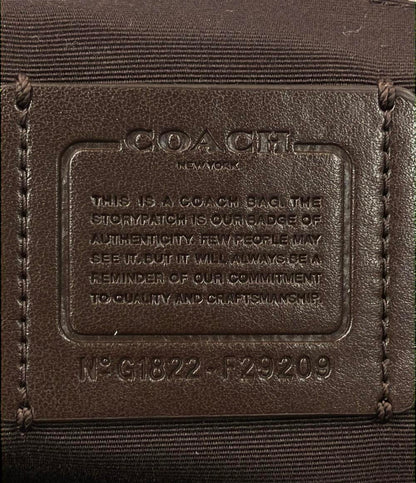 COACH
NEW YORK
THIS IS A COACH BAG. THE
STORYPATCH IS OUR BADGE OF
AUTHENTICITY. FEW PEOPLE MAY
SEE IT. BUT IT WILL ALWAYS BE A
REMINDER OF OUR COMMITMENT
TO QUALITY AND CRAFTSMANSHIP.
Nº G1822-F29209